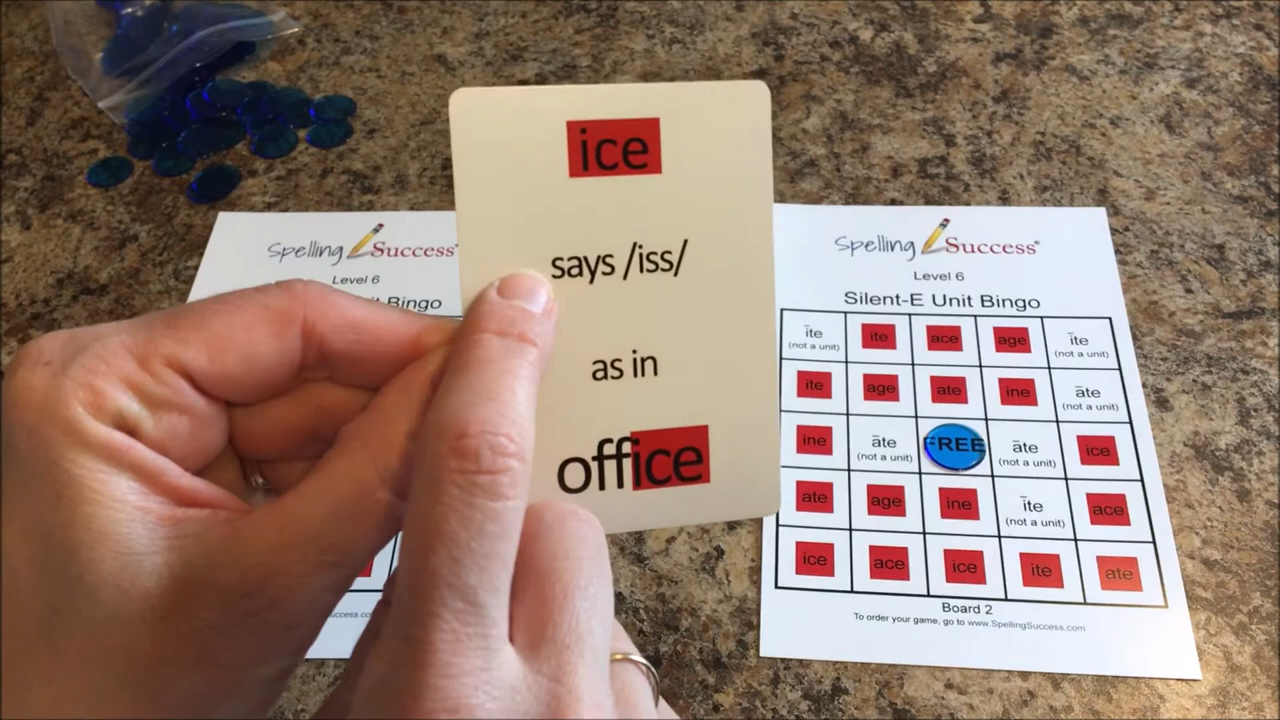 ice
says /iss/
as in
office
Spelling Success®
Level 6
Bingo
Spelling Success®
Level 6
Silent-E Unit Bingo
īte ite ace age īte
(not a unit) (not a unit)
ite age ate ine āte
(not a unit)
ine āte FREE āte ice
(not a unit) (not a unit)
ate age ine īte ace
(not a unit)
ice ace ice ite ate
Board 2
To order your game, go to www.SpellingSuccess.com